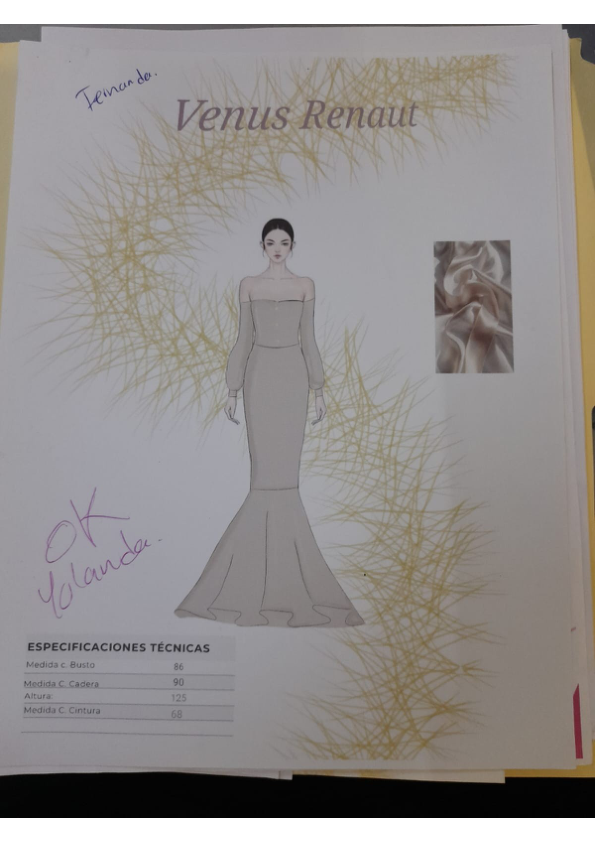 Fernanda.
Venus Renaut
OK
Yolanda.
ESPECIFICACIONES TÉCNICAS
Medida c. Busto 86
Medida C. Cadera 90
Altura: 125
Medida C. Cintura 68